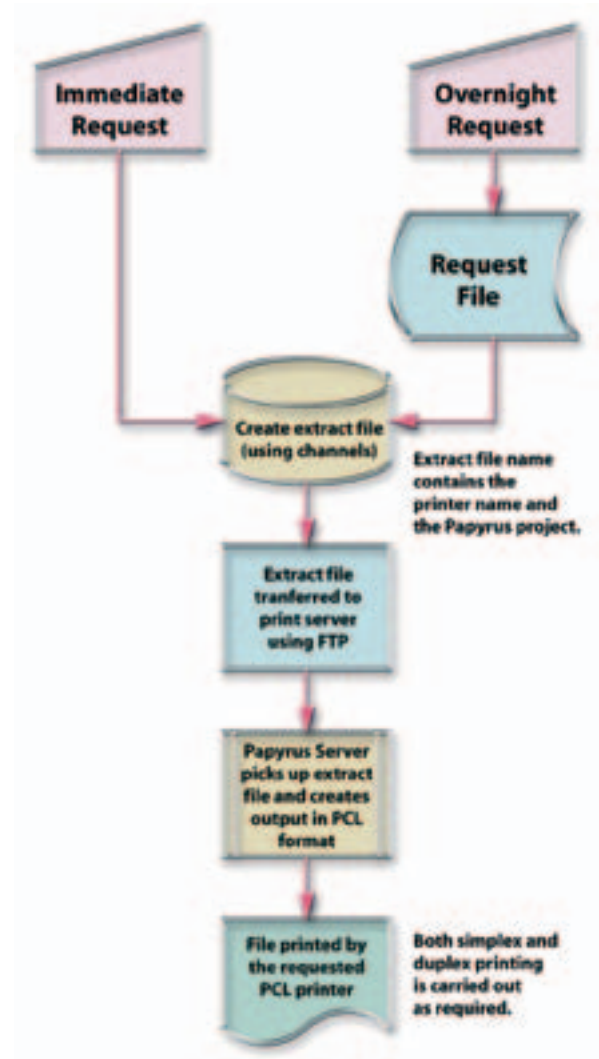 Immediate
Request
Overnight
Request
Request
File
Create extract file
(using channels)
Extract file name
contains the
printer name and
the Papyrus project.
Extract file
tranferred to
print server
using FTP
Papyrus Server
picks up extract
file and creates
output in PCL
format
File printed by
the requested
PCL printer
Both simplex and
duplex printing
is carried out
as required.